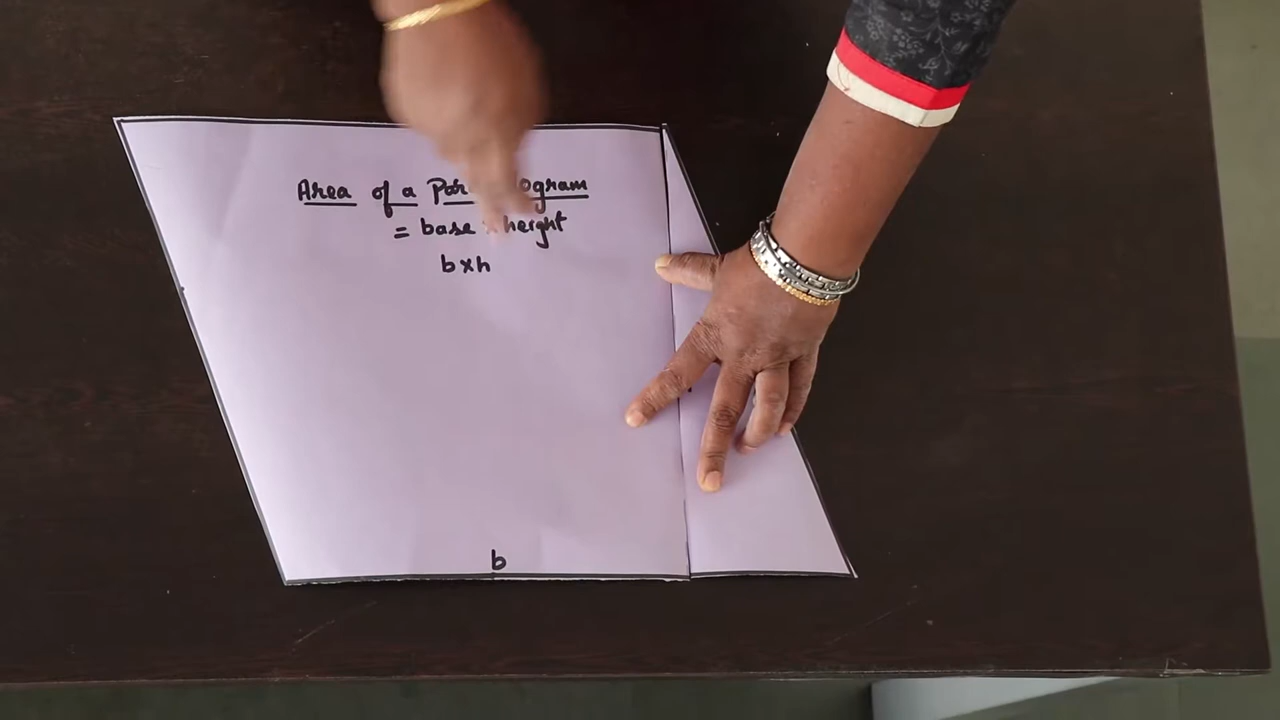 Area of a
= base height
b×h
b